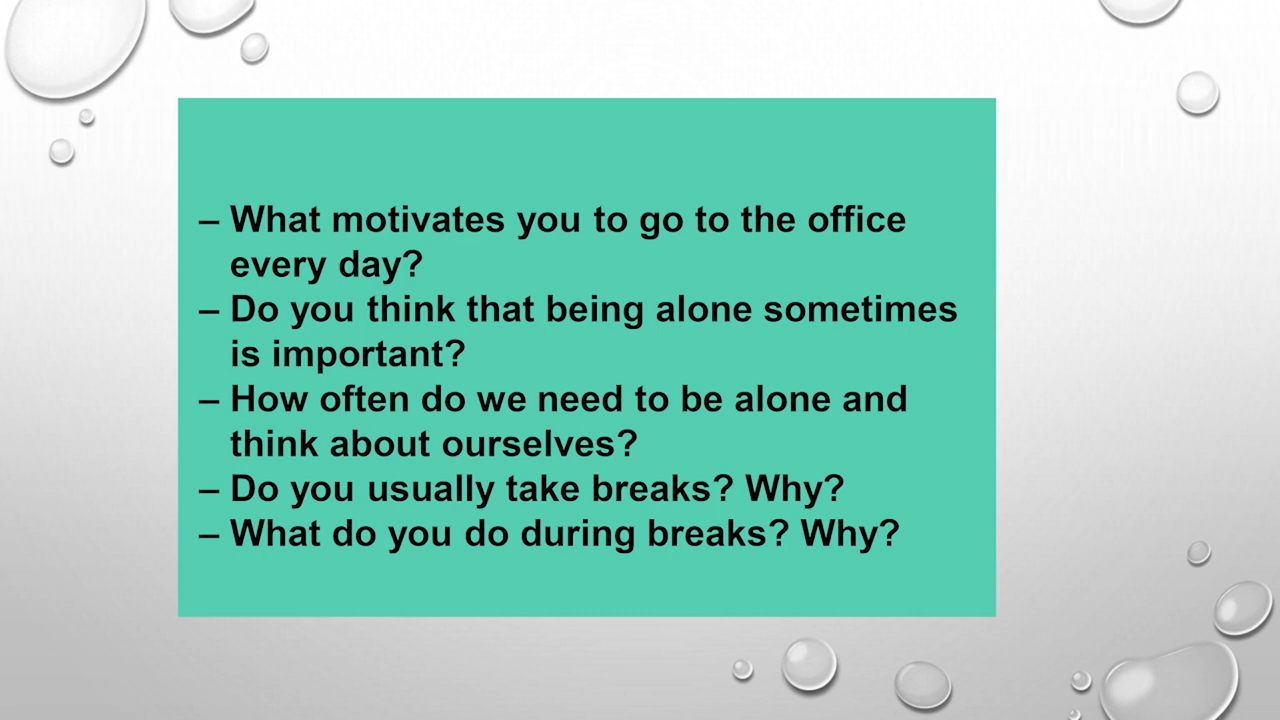 – What motivates you to go to the office
every day?
– Do you think that being alone sometimes
is important?
– How often do we need to be alone and
think about ourselves?
– Do you usually take breaks? Why?
– What do you do during breaks? Why?